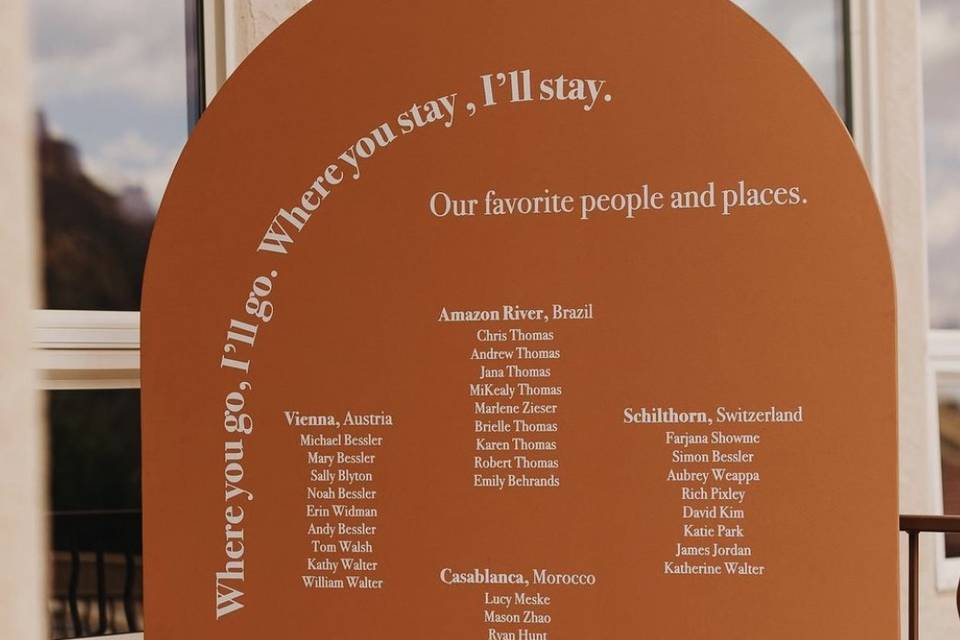 Where you go, I'll go. Where you stay , I'll stay.
Our favorite people and places.
Amazon River, Brazil
Chris Thomas
Andrew Thomas
Jana Thomas
MiKealy Thomas
Marlene Zieser
Brielle Thomas
Karen Thomas
Robert Thomas
Emily Behrands
Vienna, Austria
Michael Bessler
Mary Bessler
Sally Blyton
Noah Bessler
Erin Widman
Andy Bessler
Tom Walsh
Kathy Walter
William Walter
Schilthorn, Switzerland
Farjana Showme
Simon Bessler
Aubrey Weappa
Rich Pixley
David Kim
Katie Park
James Jordan
Katherine Walter
Casablanca, Morocco
Lucy Meske
Mason Zhao
Ryan Hunt